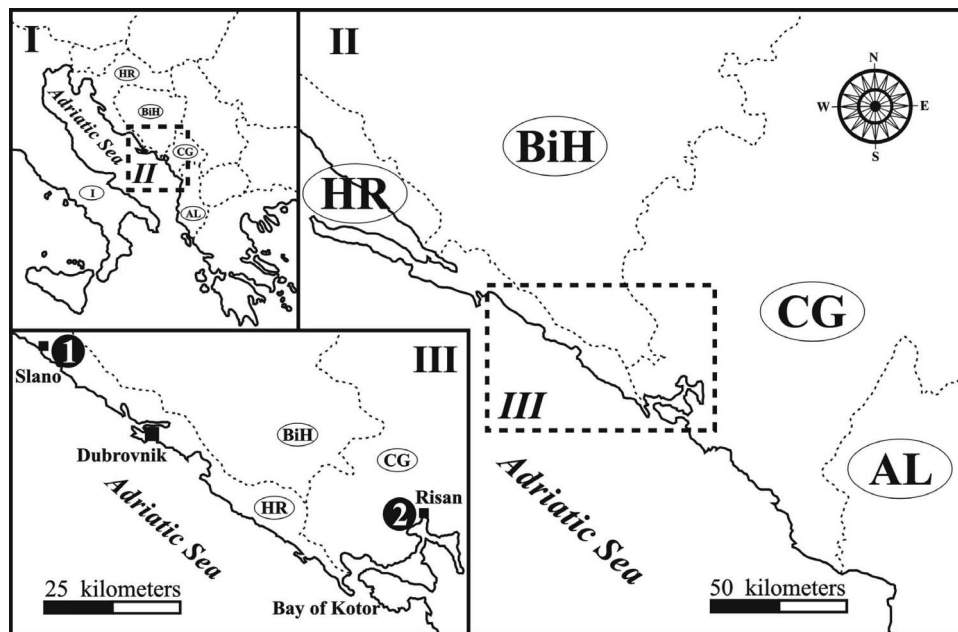 I
HR
Adriatic Sea
BiH
CG
II
I
AL
II
N
W E
S
BiH
HR
CG
III
AL
Adriatic Sea
50 kilometers
1
III
Slano
BiH
Dubrovnik
CG
Risan
2
HR
Adriatic Sea
25 kilometers
Bay of Kotor